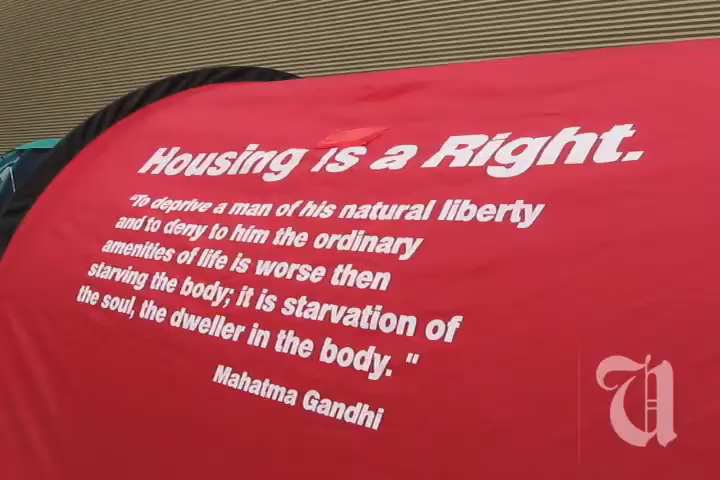 Housing is a Right.
"To deprive a man of his natural liberty
and to deny to him the ordinary
amenities of life is worse then
starving the body; it is starvation of
the soul, the dweller in the body. "
Mahatma Gandhi
U